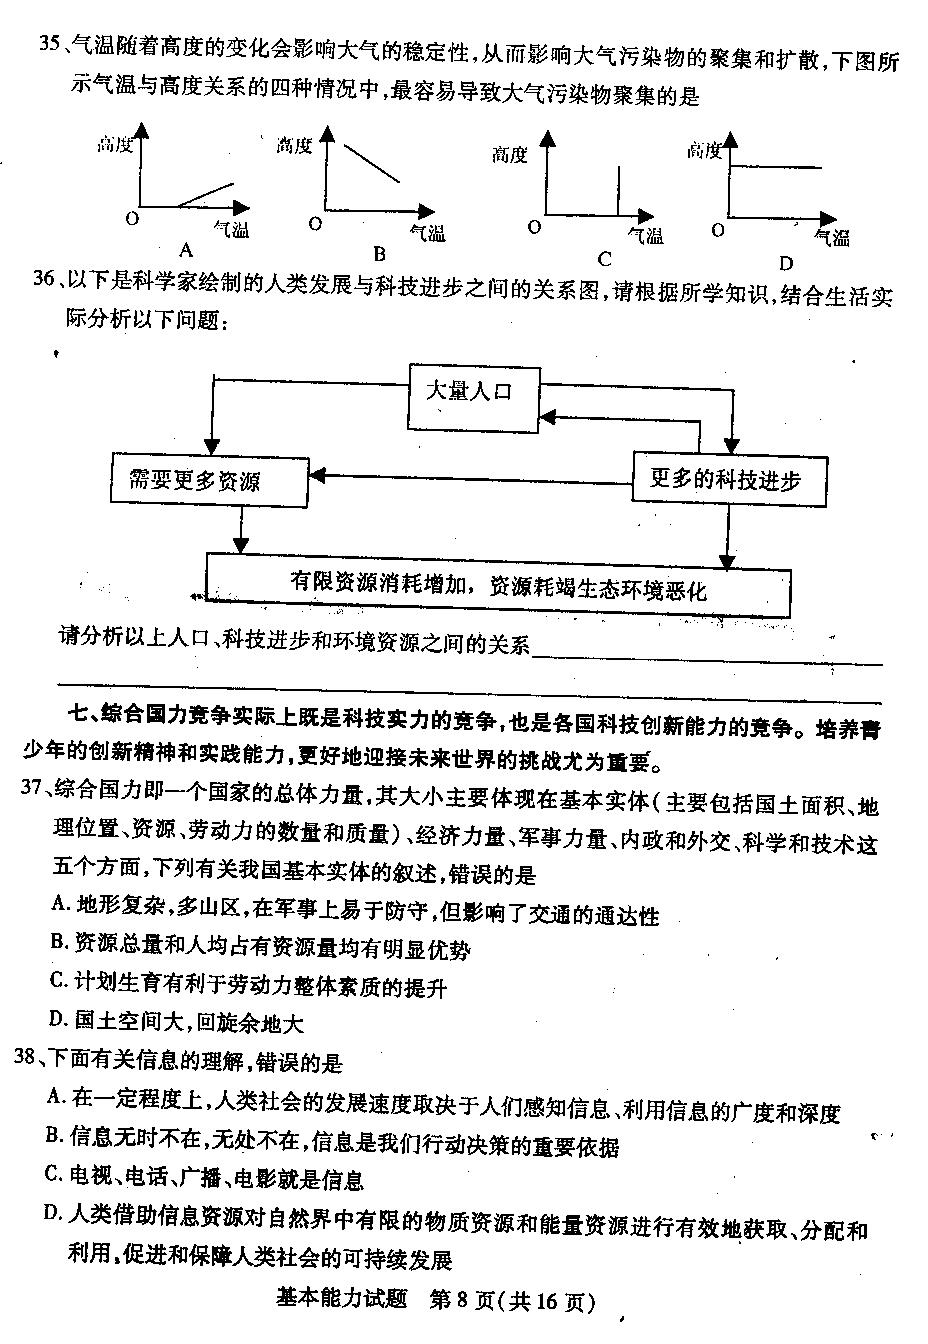 35、气温随着高度的变化会影响大气的稳定性,从而影响大气污染物的聚集和扩散,下图所
示气温与高度关系的四种情况中,最容易导致大气污染物聚集的是
高度 高度 高度 高度
O 气温 O 气温 O 气温 O 气温
A B C D
36、以下是科学家绘制的人类发展与科技进步之间的关系图,请根据所学知识,结合生活实
际分析以下问题:
大量人口
需要更多资源 更多的科技进步
有限资源消耗增加,资源耗竭生态环境恶化
请分析以上人口、科技进步和环境资源之间的关系
七、综合国力竞争实际上既是科技实力的竞争,也是各国科技创新能力的竞争。培养青
少年的创新精神和实践能力,更好地迎接未来世界的挑战尤为重要。
37、综合国力即一个国家的总体力量,其大小主要体现在基本实体(主要包括国土面积、地
理位置、资源、劳动力的数量和质量)、经济力量、军事力量、内政和外交、科学和技术这
五个方面,下列有关我国基本实体的叙述,错误的是
A. 地形复杂,多山区,在军事上易于防守,但影响了交通的通达性
B. 资源总量和人均占有资源量均有明显优势
C. 计划生育有利于劳动力整体素质的提升
D. 国土空间大,回旋余地大
38、下面有关信息的理解,错误的是
A. 在一定程度上,人类社会的发展速度取决于人们感知信息、利用信息的广度和深度
B. 信息无时不在,无处不在,信息是我们行动决策的重要依据
C. 电视、电话、广播、电影就是信息
D. 人类借助信息资源对自然界中有限的物质资源和能量资源进行有效地获取、分配和
利用,促进和保障人类社会的可持续发展
基本能力试题 第 8 页(共 16 页)